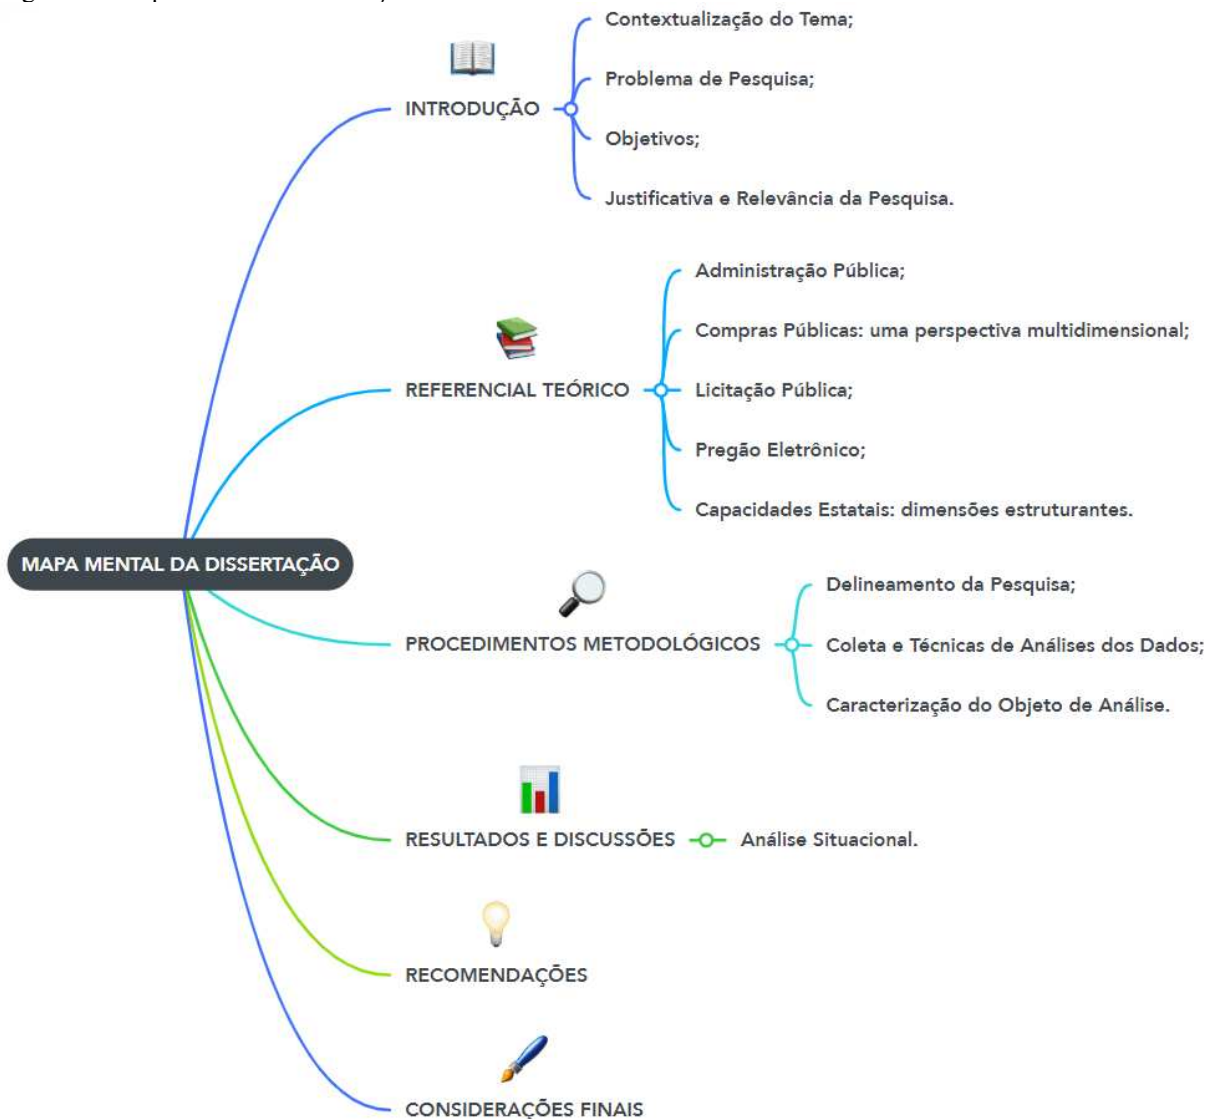 Contextualização do Tema;
Problema de Pesquisa;
INTRODUÇÃO
Objetivos;
Justificativa e Relevância da Pesquisa.
Administração Pública;
Compras Públicas: uma perspectiva multidimensional;
REFERENCIAL TEÓRICO
Licitação Pública;
Pregão Eletrônico;
Capacidades Estatais: dimensões estruturantes.
MAPA MENTAL DA DISSERTAÇÃO
Delineamento da Pesquisa;
PROCEDIMENTOS METODOLÓGICOS
Coleta e Técnicas de Análises dos Dados;
Caracterização do Objeto de Análise.
RESULTADOS E DISCUSSÕES
Análise Situacional.
RECOMENDAÇÕES
CONSIDERAÇÕES FINAIS